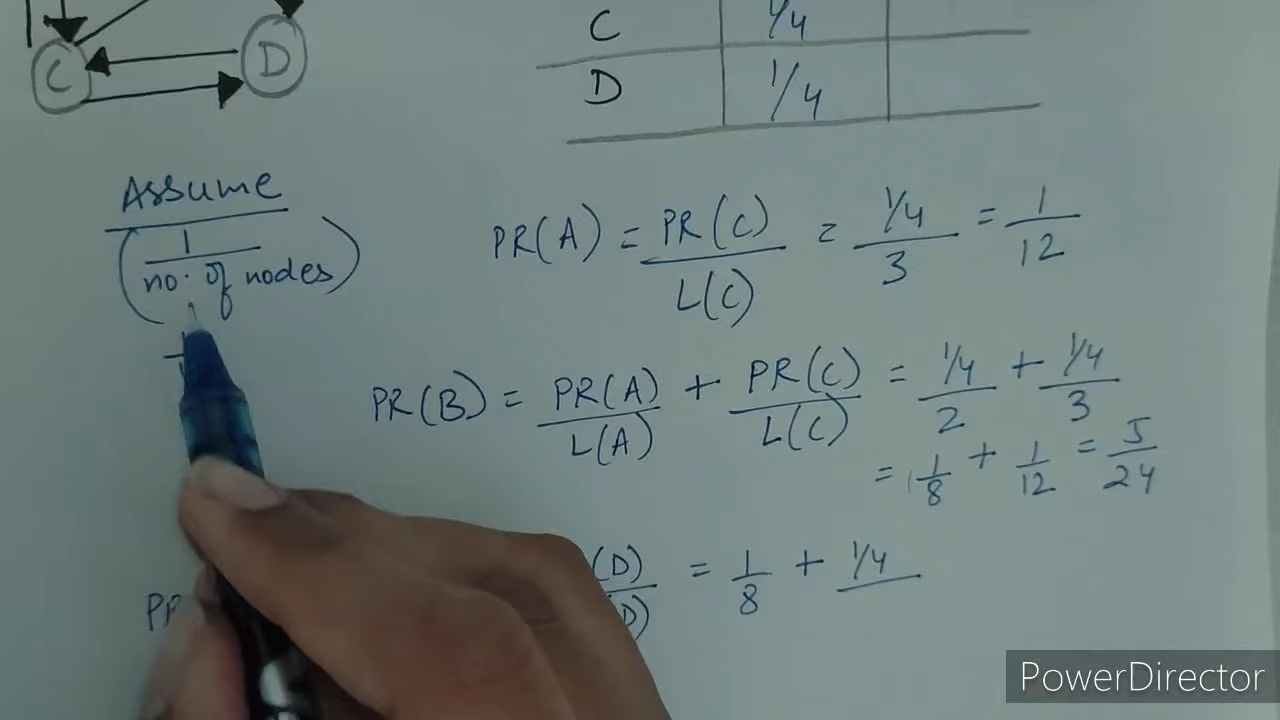 C 1/4
C D
D 1/4
Assume
(1/no. of nodes)
PR(A) = PR(C)/L(C) = 1/4/3 = 1/12
PR(B) = PR(A)/L(A) + PR(C)/L(C) = 1/4/2 + 1/4/3
= 1/8 + 1/12 = 5/24
(D)/D) = 1/8 + 1/4
PR
PowerDirector